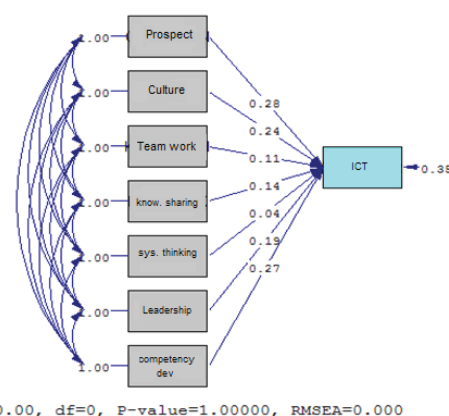 1.00 Prospect
0.28
1.00 Culture
0.24
1.00 Team work
0.11
ICT
0.14
1.00 know. sharing
0.04
1.00 sys. thinking
0.19
1.00 Leadership
0.27
1.00 competency
dev
0.00, df=0, P-value=1.00000, RMSEA=0.000